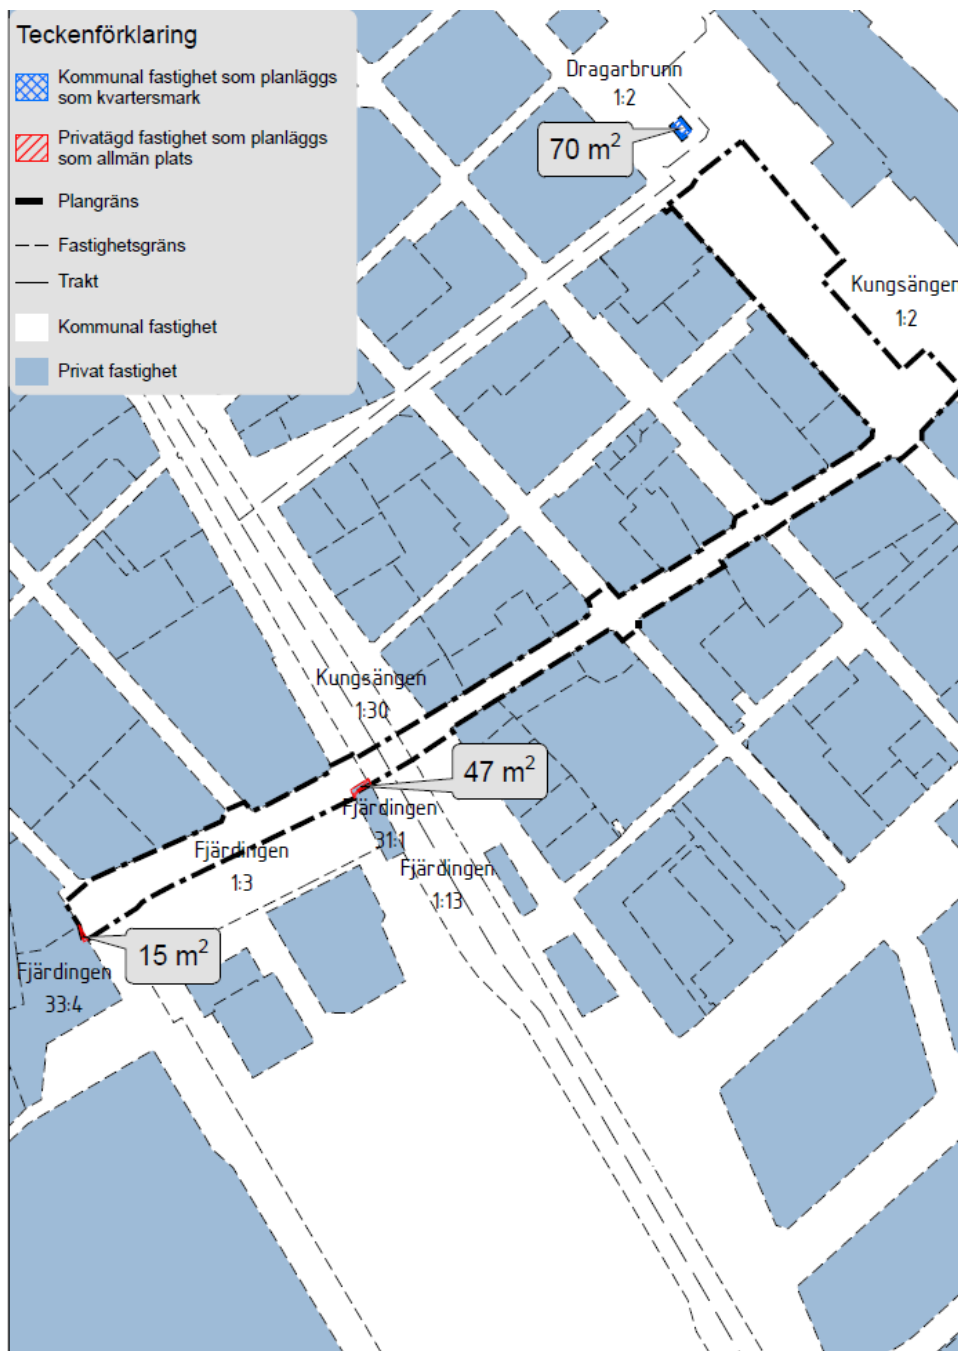 Teckenförklaring
Kommunal fastighet som planläggs
som kvartersmark
Privatägd fastighet som planläggs
som allmän plats
Plangräns
Fastighetsgräns
Trakt
Kommunal fastighet
Privat fastighet
Dragarbrunn
1:2
70 m²
Kungsängen
1:2
Kungsängen
1:30
47 m²
Fjärdingen
31:1
Fjärdingen
1:3
Fjärdingen
1:13
15 m²
Fjärdingen
33:4